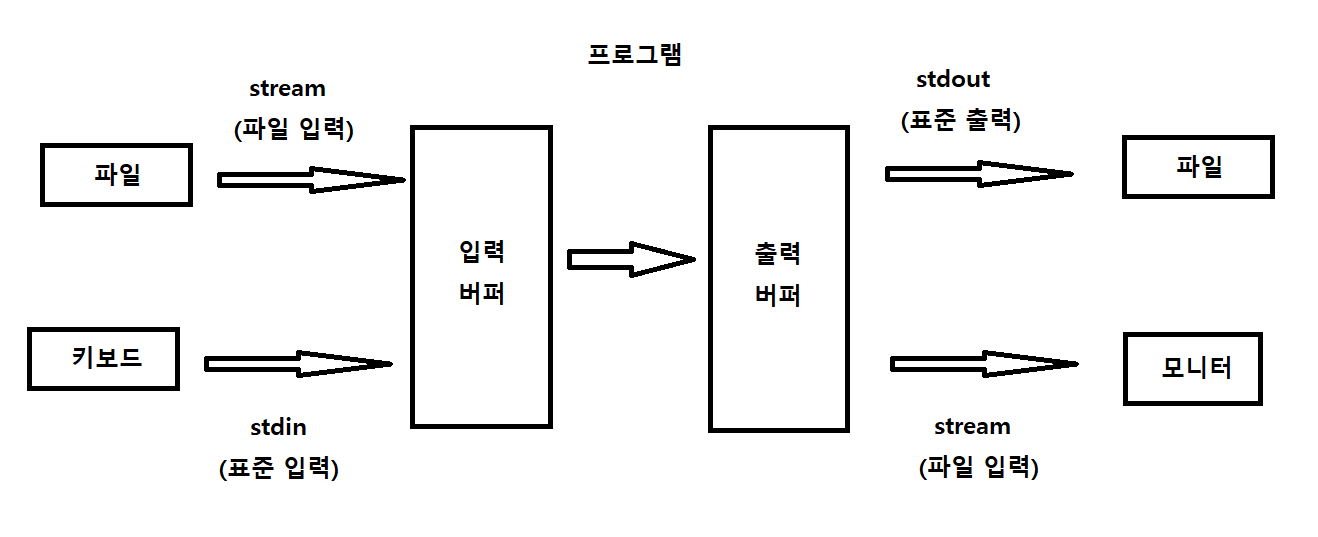 프로그램
stream
(파일 입력)
stdout
(표준 출력)
파일
파일
입력
버퍼
출력
버퍼
키보드
모니터
stdin
(표준 입력)
stream
(파일 입력)